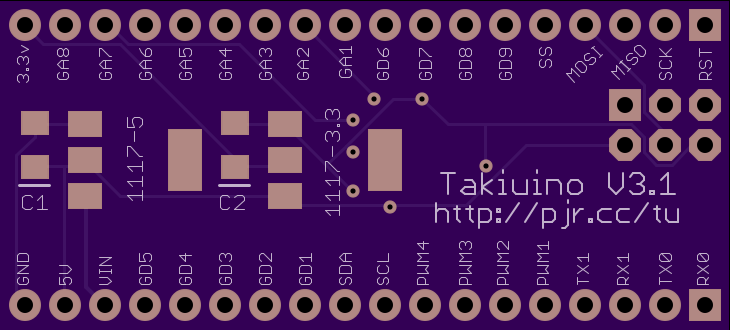 3.3v GA8 GA7 GA6 GA5 GA4 GA3 GA2 GA1 GD6 GD7 GD8 GD9 SS MOSI MISO SCK RST
1117-5
1117-3.3
C1
C2
Takiuino V3.1
http://pjr.cc/tu
GND 5V VIN GD5 GD4 GD3 GD2 GD1 SDA SCL PWM4 PWM3 PWM2 PWM1 TX1 RX1 TX0 RX0